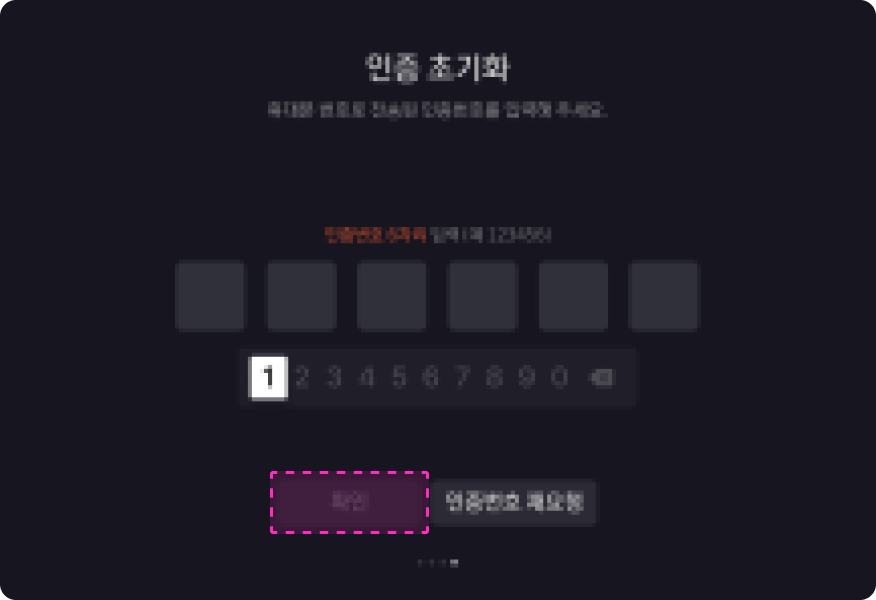 인증 초기화
휴대폰 번호로 전송된 인증번호를 입력해 주세요.
인증번호 6자리 입력 (예: 123456)
1 2 3 4 5 6 7 8 9 0
확인 인증번호 재요청